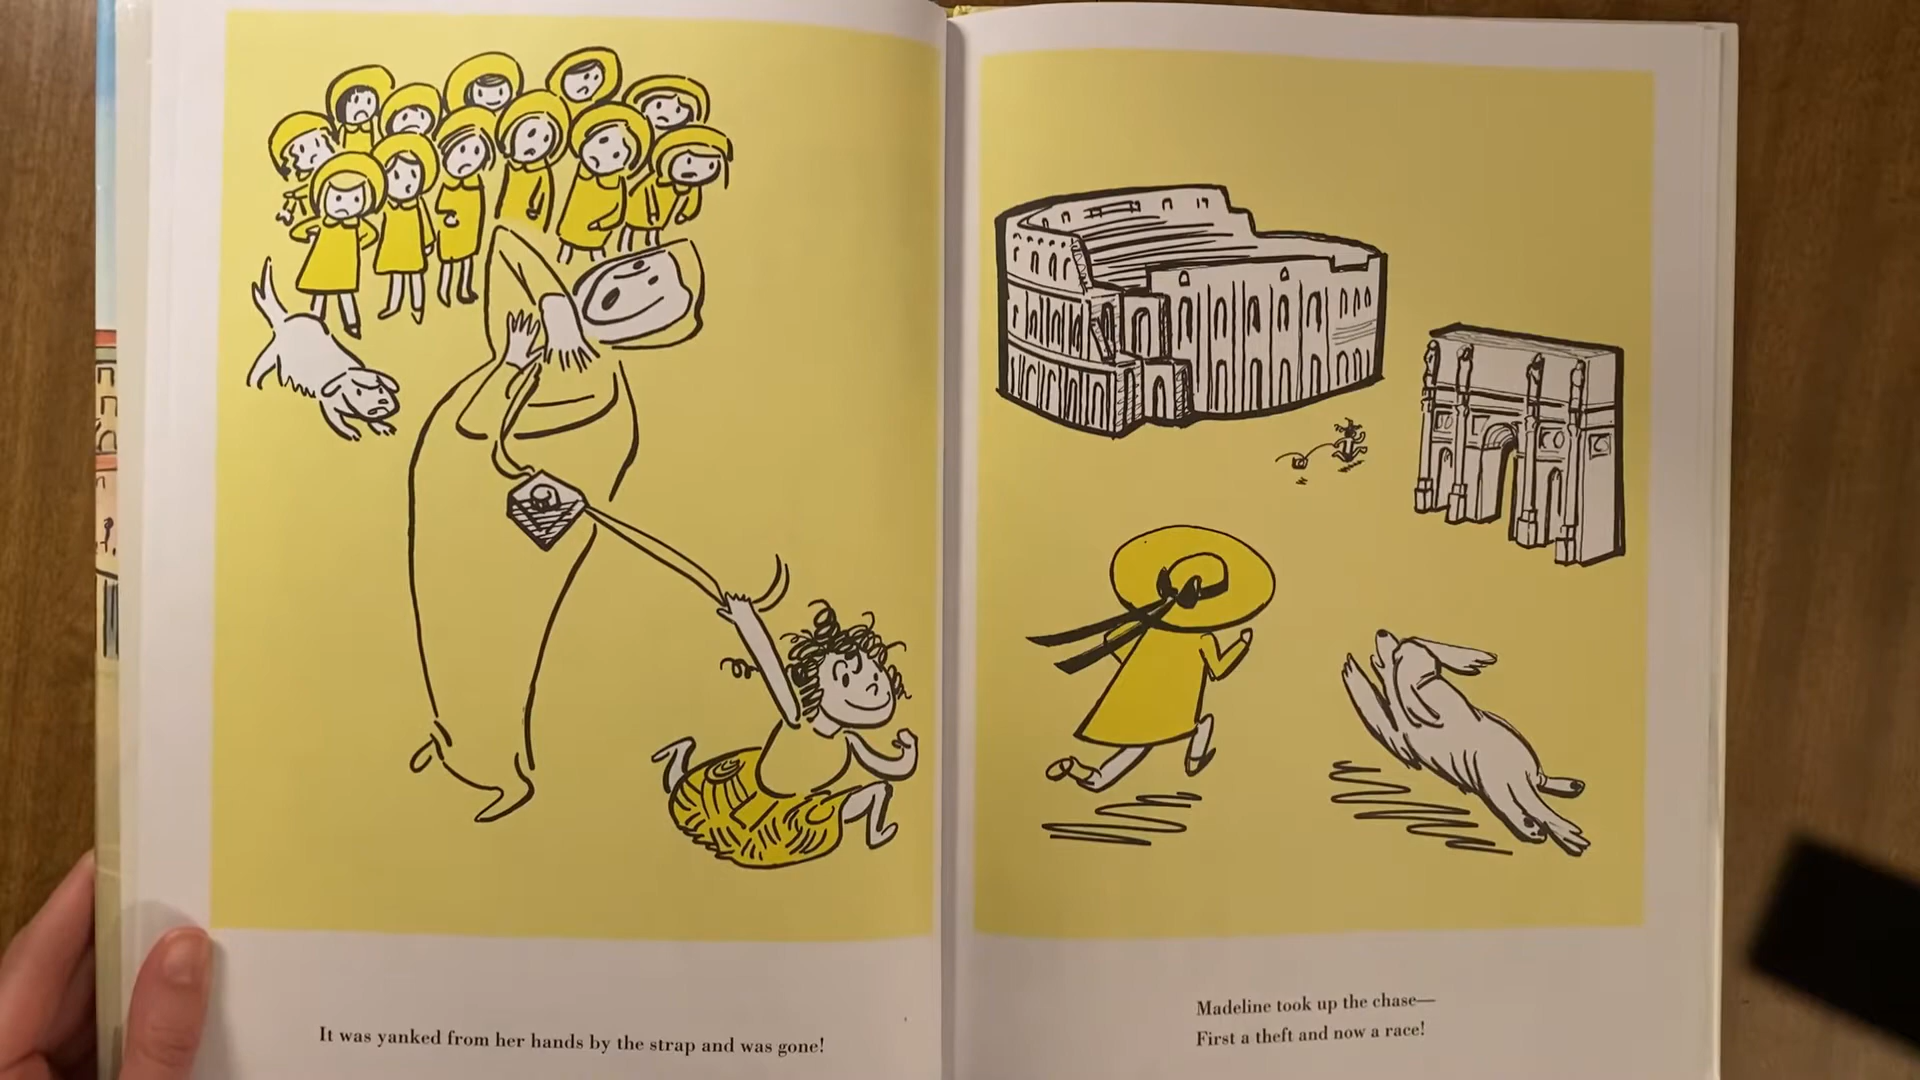 It was yanked from her hands by the strap and was gone!
Madeline took up the chase—
First a theft and now a race!